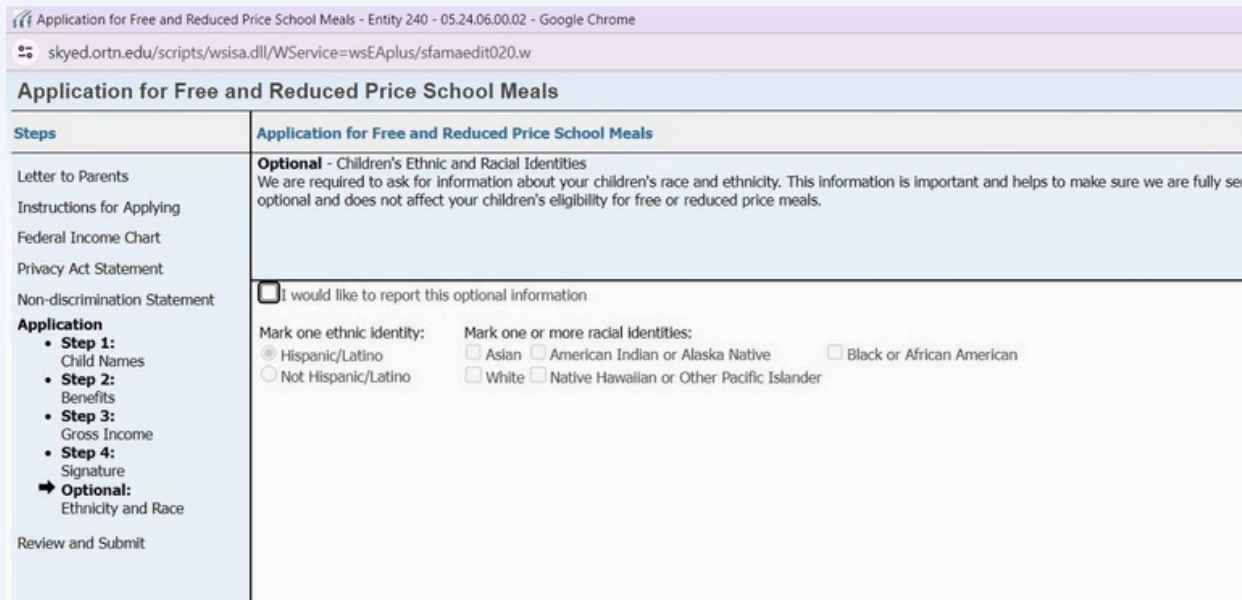 Application for Free and Reduced Price School Meals - Entity 240 - 05.24.06.00.02 - Google Chrome
skyed.ortn.edu/scripts/wsisa.dll/WService=wsEAplus/sfamaedit020.w
Application for Free and Reduced Price School Meals
Steps
Letter to Parents
Instructions for Applying
Federal Income Chart
Privacy Act Statement
Non-discrimination Statement
Application
• Step 1:
Child Names
• Step 2:
Benefits
• Step 3:
Gross Income
• Step 4:
Signature
Optional:
Ethnicity and Race
Review and Submit
Application for Free and Reduced Price School Meals
Optional - Children's Ethnic and Racial Identities
We are required to ask for information about your children's race and ethnicity. This information is important and helps to make sure we are fully se
optional and does not affect your children's eligibility for free or reduced price meals.
I would like to report this optional information
Mark one ethnic identity:
Hispanic/Latino
Not Hispanic/Latino
Mark one or more racial identities:
Asian American Indian or Alaska Native Black or African American
White Native Hawaiian or Other Pacific Islander